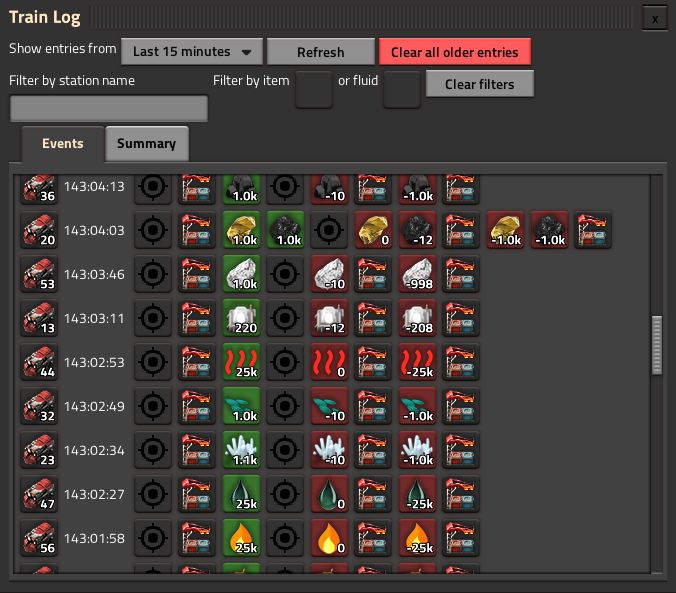 Train Log x
Show entries from Last 15 minutes Refresh Clear all older entries
Filter by station name Filter by item or fluid Clear filters
Events Summary
36 143:04:13 1.0k -10 -1.0k
20 143:04:03 1.0k 1.0k 0 -12 -1.0k -1.0k
53 143:03:46 1.0k -10 -998
13 143:03:11 220 -12 -208
44 143:02:53 25k 0 -25k
32 143:02:49 1.0k -10 -1.0k
23 143:02:34 1.1k -10 -1.0k
47 143:02:27 25k 0 -25k
56 143:01:58 25k 0 -25k